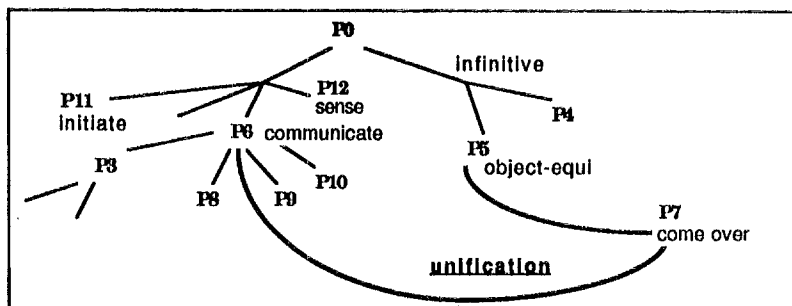 P0
infinitive
P11
P12
initiate
sense
P4
P6 communicate
P3
P5
object-equi
P8
P9
P10
P7
come over
unification